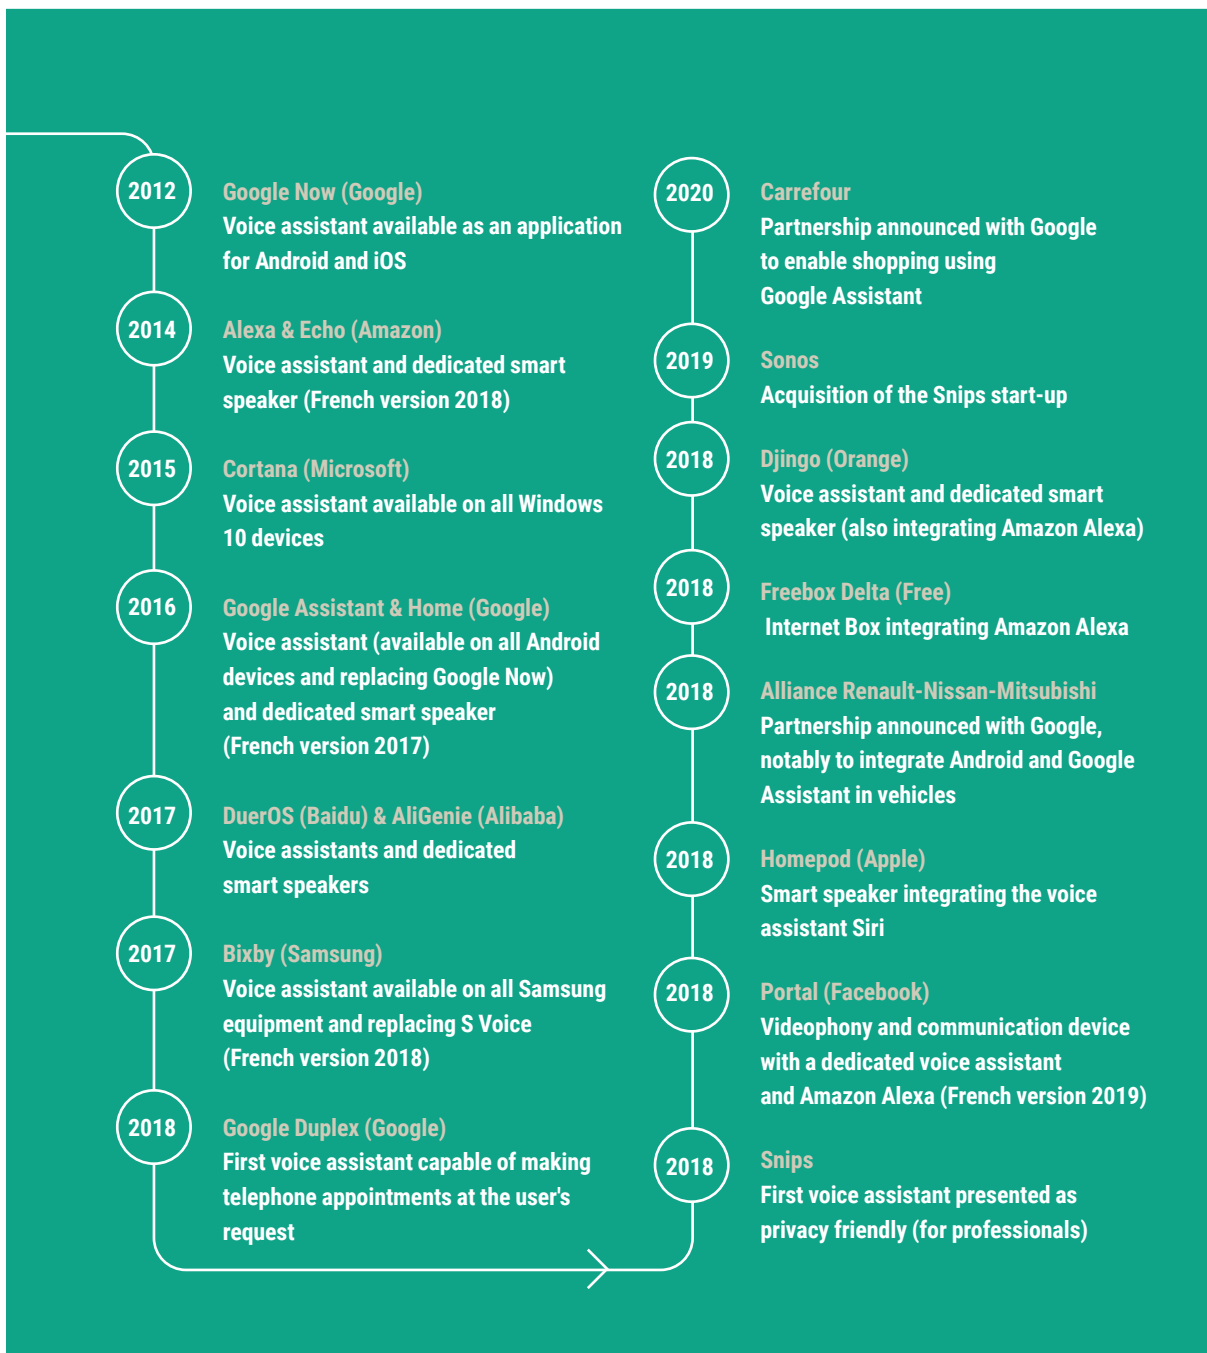 2012
Google Now (Google)
Voice assistant available as an application
for Android and iOS
2014
Alexa & Echo (Amazon)
Voice assistant and dedicated smart
speaker (French version 2018)
2015
Cortana (Microsoft)
Voice assistant available on all Windows
10 devices
2016
Google Assistant & Home (Google)
Voice assistant (available on all Android
devices and replacing Google Now)
and dedicated smart speaker
(French version 2017)
2017
DuerOS (Baidu) & AliGenie (Alibaba)
Voice assistants and dedicated
smart speakers
2017
Bixby (Samsung)
Voice assistant available on all Samsung
equipment and replacing S Voice
(French version 2018)
2018
Google Duplex (Google)
First voice assistant capable of making
telephone appointments at the user's
request
2020
Carrefour
Partnership announced with Google
to enable shopping using
Google Assistant
2019
Sonos
Acquisition of the Snips start-up
2018
Djingo (Orange)
Voice assistant and dedicated smart
speaker (also integrating Amazon Alexa)
2018
Freebox Delta (Free)
Internet Box integrating Amazon Alexa
2018
Alliance Renault-Nissan-Mitsubishi
Partnership announced with Google,
notably to integrate Android and Google
Assistant in vehicles
2018
Homepod (Apple)
Smart speaker integrating the voice
assistant Siri
2018
Portal (Facebook)
Videophony and communication device
with a dedicated voice assistant
and Amazon Alexa (French version 2019)
2018
Snips
First voice assistant presented as
privacy friendly (for professionals)